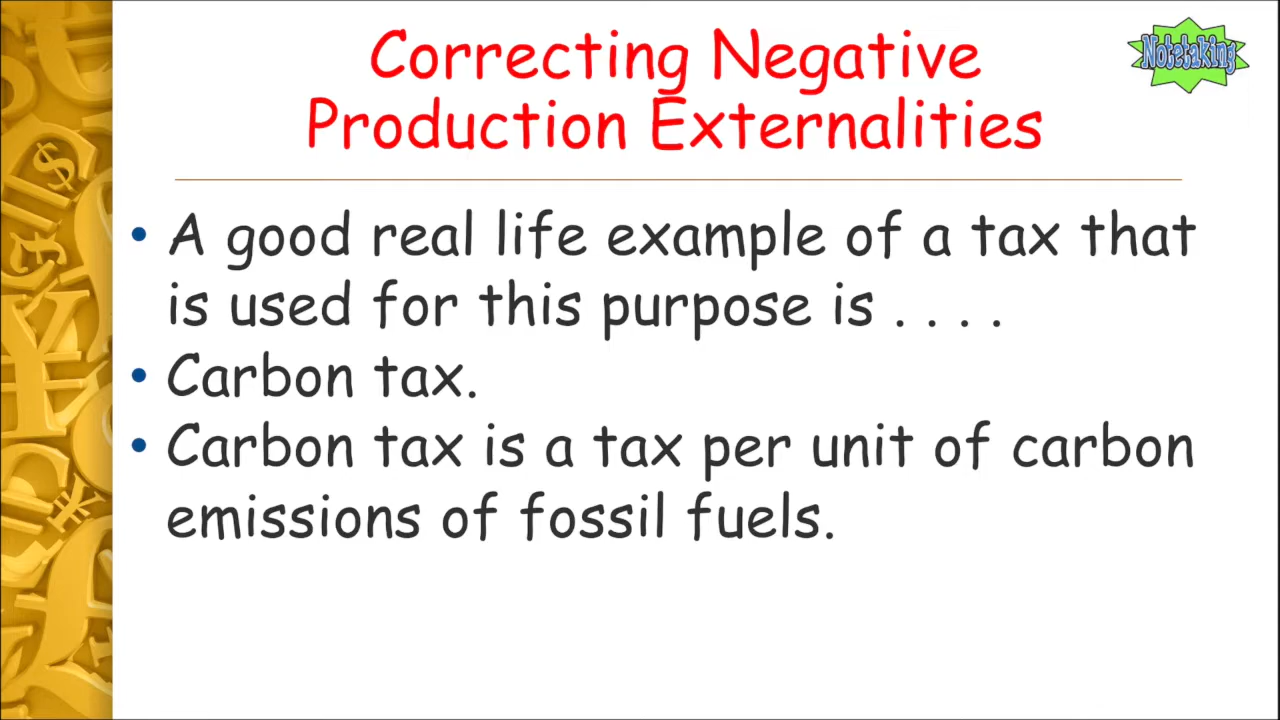 Correcting Negative
Production Externalities
Notetaking
• A good real life example of a tax that
is used for this purpose is . . . .
• Carbon tax.
• Carbon tax is a tax per unit of carbon
emissions of fossil fuels.